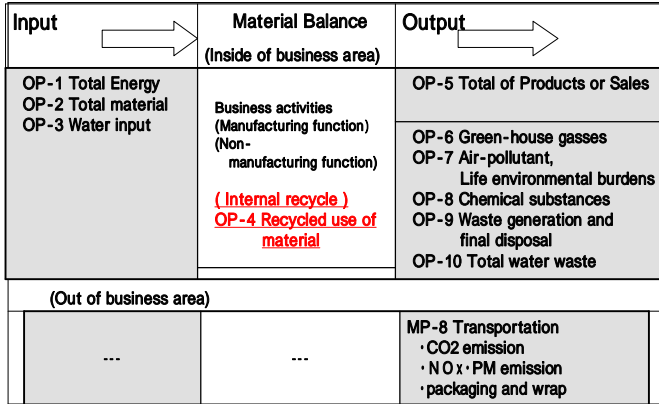 Input
Material Balance
(Inside of business area)
Output
OP-1 Total Energy
OP-2 Total material
OP-3 Water input
Business activities
(Manufacturing function)
(Non-
manufacturing function)
( Internal recycle )
OP-4 Recycled use of
material
OP-5 Total of Products or Sales
OP-6 Green-house gasses
OP-7 Air-pollutant,
Life environmental burdens
OP-8 Chemical substances
OP-9 Waste generation and
final disposal
OP-10 Total water waste
(Out of business area)
---
---
MP-8 Transportation
・CO2 emission
・NOx・PM emission
・packaging and wrap